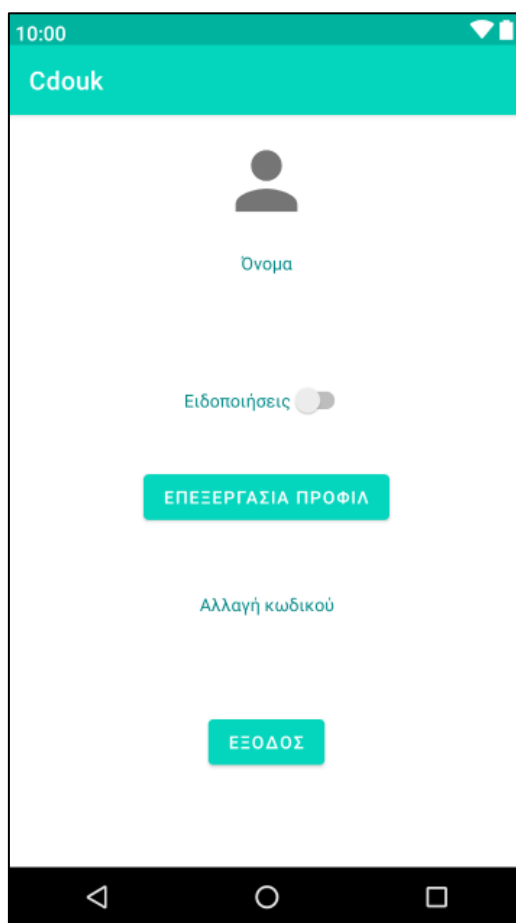 10:00
Cdouk
Όνομα
Ειδοποιήσεις
ΕΠΕΞΕΡΓΑΣΙΑ ΠΡΟΦΙΛ
Αλλαγή κωδικού
ΕΞΟΔΟΣ